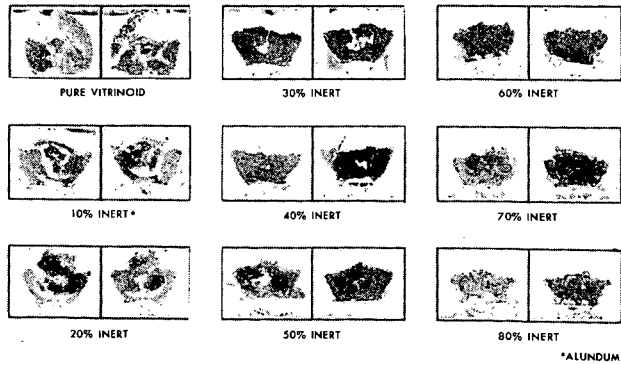 PURE VITRINOID
30% INERT
60% INERT
10% INERT*
40% INERT
70% INERT
20% INERT
50% INERT
80% INERT
*ALUNDUM